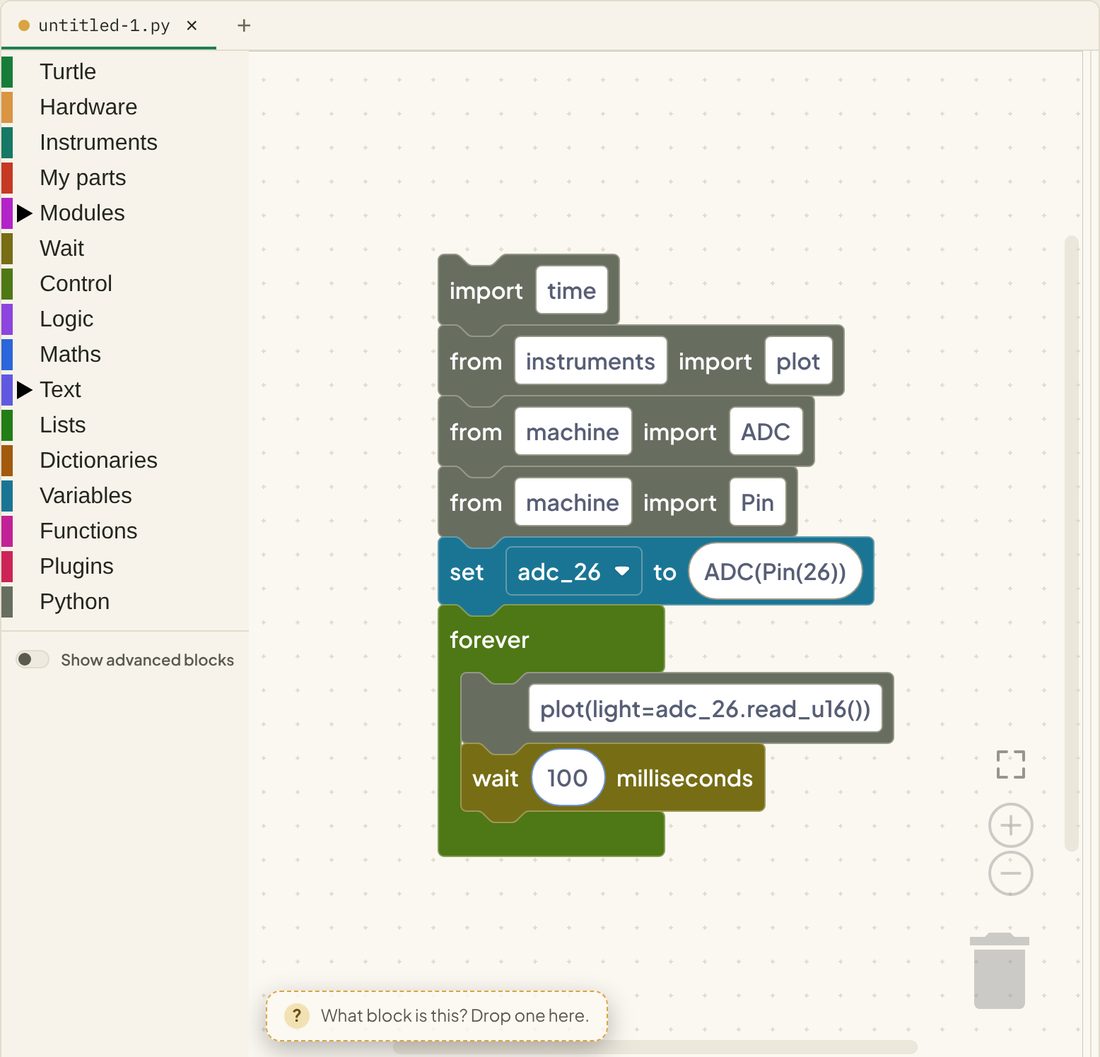 untitled-1.py × +
Turtle
Hardware
Instruments
My parts
Modules
Wait
Control
Logic
Maths
Text
Lists
Dictionaries
Variables
Functions
Plugins
Python
Show advanced blocks
import time
from instruments import plot
from machine import ADC
from machine import Pin
set adc_26 to ADC(Pin(26))
forever
plot(light=adc_26.read_u16())
wait 100 milliseconds
? What block is this? Drop one here.